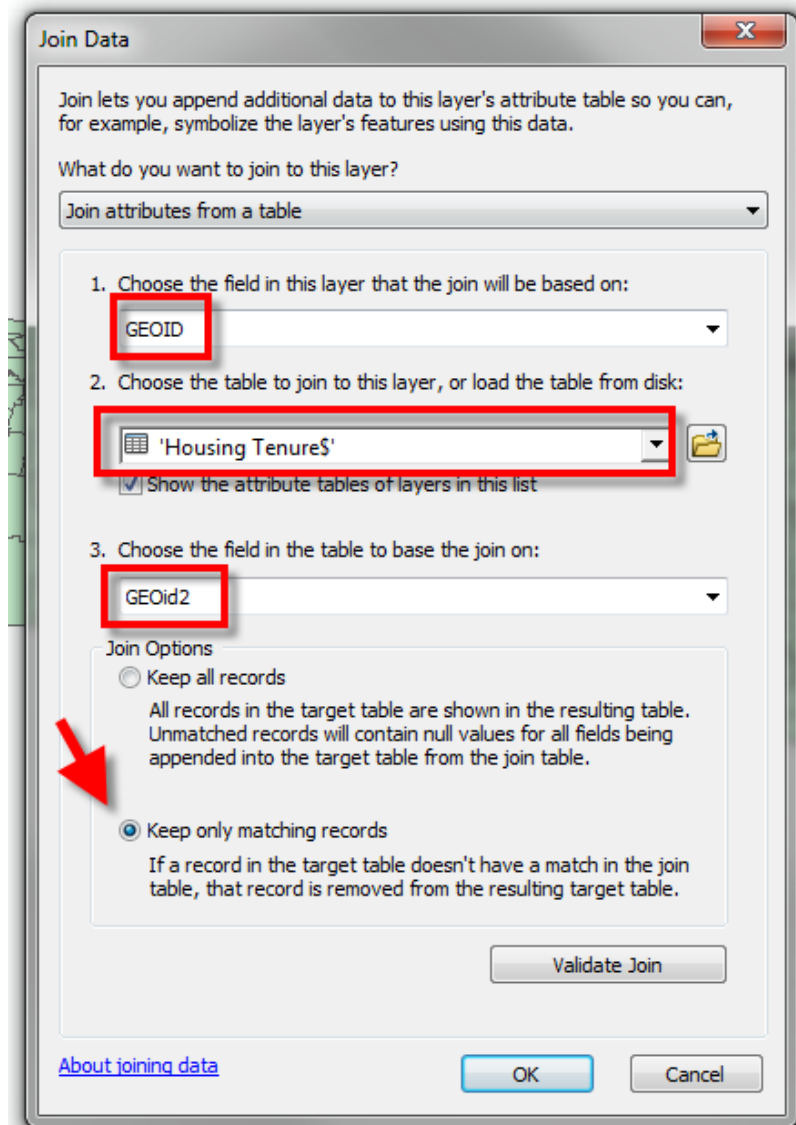 Join Data
Join lets you append additional data to this layer's attribute table so you can,
for example, symbolize the layer's features using this data.
What do you want to join to this layer?
Join attributes from a table
1. Choose the field in this layer that the join will be based on:
GEOID
2. Choose the table to join to this layer, or load the table from disk:
'Housing Tenure$'
Show the attribute tables of layers in this list
3. Choose the field in the table to base the join on:
GEOid2
Join Options
Keep all records
All records in the target table are shown in the resulting table.
Unmatched records will contain null values for all fields being
appended into the target table from the join table.
Keep only matching records
If a record in the target table doesn't have a match in the join
table, that record is removed from the resulting target table.
Validate Join
About joining data
OK
Cancel